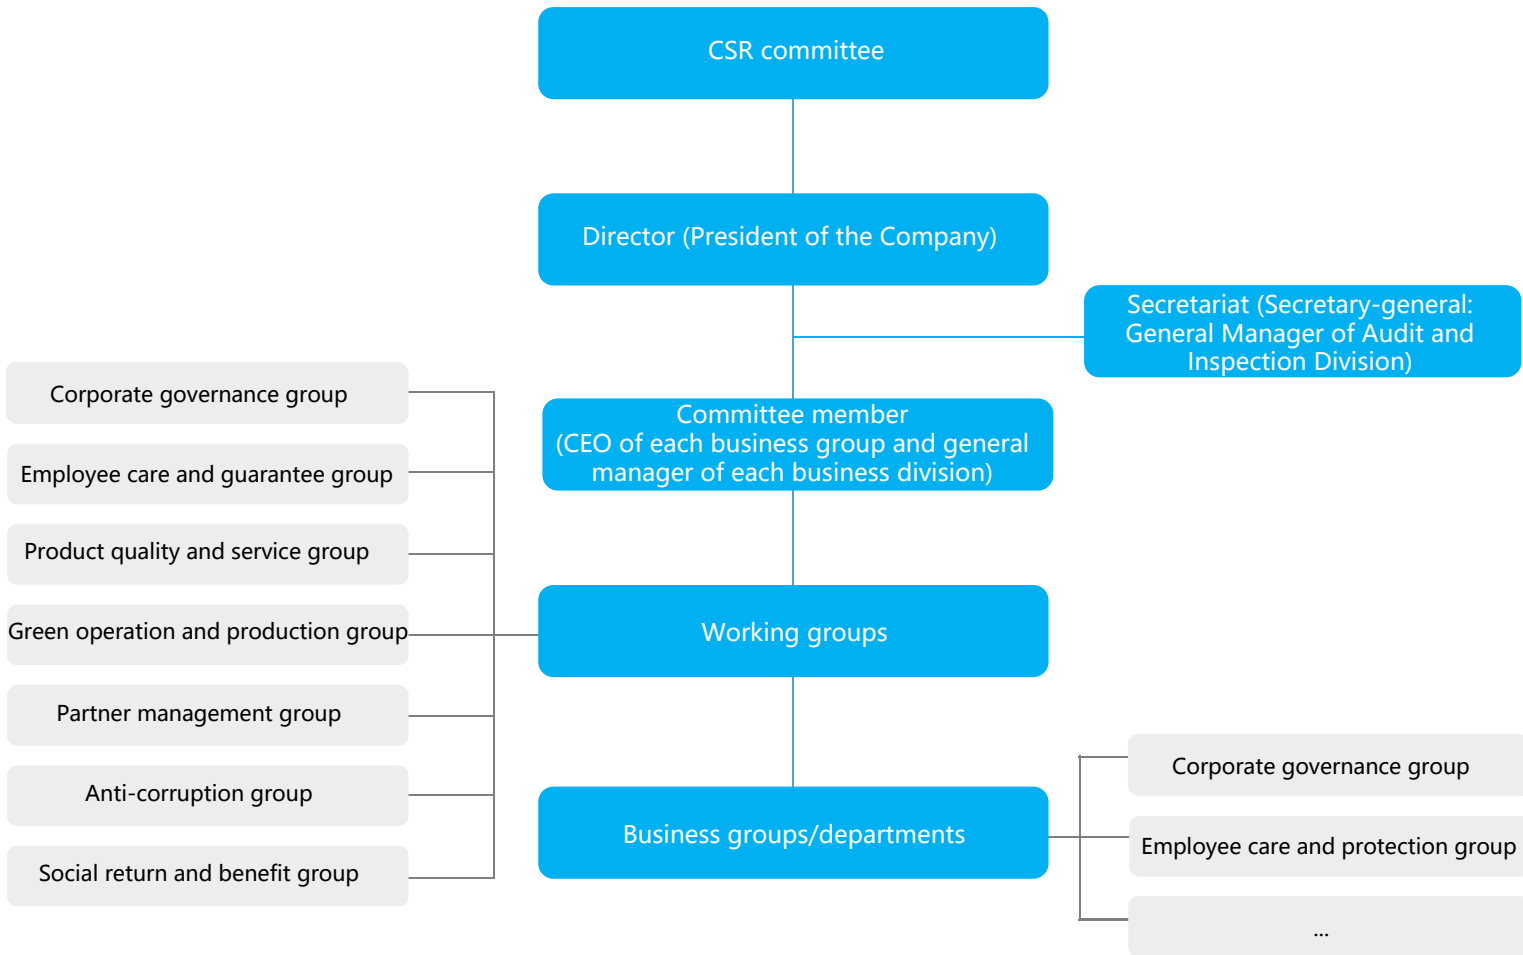 CSR committee
Director (President of the Company)
Secretariat (Secretary-general:
General Manager of Audit and
Inspection Division)
Committee member
(CEO of each business group and general
manager of each business division)
Corporate governance group
Employee care and guarantee group
Product quality and service group
Green operation and production group
Partner management group
Anti-corruption group
Social return and benefit group
Working groups
Business groups/departments
Corporate governance group
Employee care and protection group
...